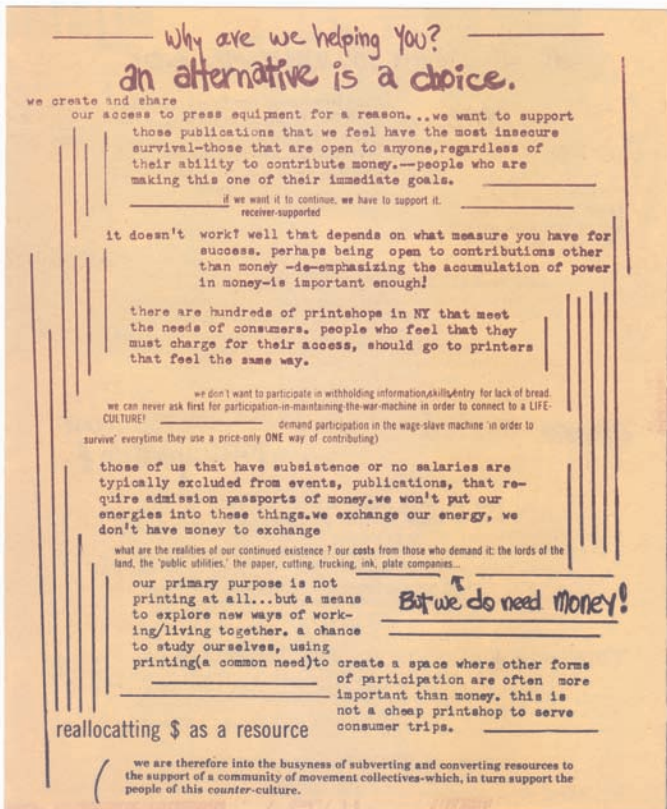 Why are we helping You?
an alternative is a choice.
we create and share
our access to press equipment for a reason...we want to support
those publications that we feel have the most insecure
survival-those that are open to anyone,regardless of
their ability to contribute money.--people who are
making this one of their immediate goals.
if we want it to continue, we have to support it.
receiver-supported
it doesn't work? well that depends on what measure you have for
success. perhaps being open to contributions other
than money -de-emphasizing the accumulation of power
in money-is important enough!
there are hundreds of printshops in NY that meet
the needs of consumers. people who feel that they
must charge for their access, should go to printers
that feel the same way.
we don't want to participate in withholding information,skills,entry for lack of bread.
we can never ask first for participation-in-maintaining-the-war-machine in order to connect to a LIFE-
CULTURE! demand participation in the wage-slave machine 'in order to
survive' everytime they use a price-only ONE way of contributing)
those of us that have subsistence or no salaries are
typically excluded from events, publications, that re-
quire admission passports of money.we won't put our
energies into these things.we exchange our energy, we
don't have money to exchange
what are the realities of our continued existence ? our costs from those who demand it: the lords of the
land, the 'public utilities,' the paper, cutting, trucking, ink, plate companies...
But we do need money!
our primary purpose is not
printing at all...but a means
to explore new ways of work-
ing/living together. a chance
to study ourselves, using
printing(a common need)to create a space where other forms
of participation are often more
important than money. this is
not a cheap printshop to serve
consumer trips.
reallocatting $ as a resource
we are therefore into the busyness of subverting and converting resources to
the support of a community of movement collectives-which, in turn support the
people of this counter-culture.